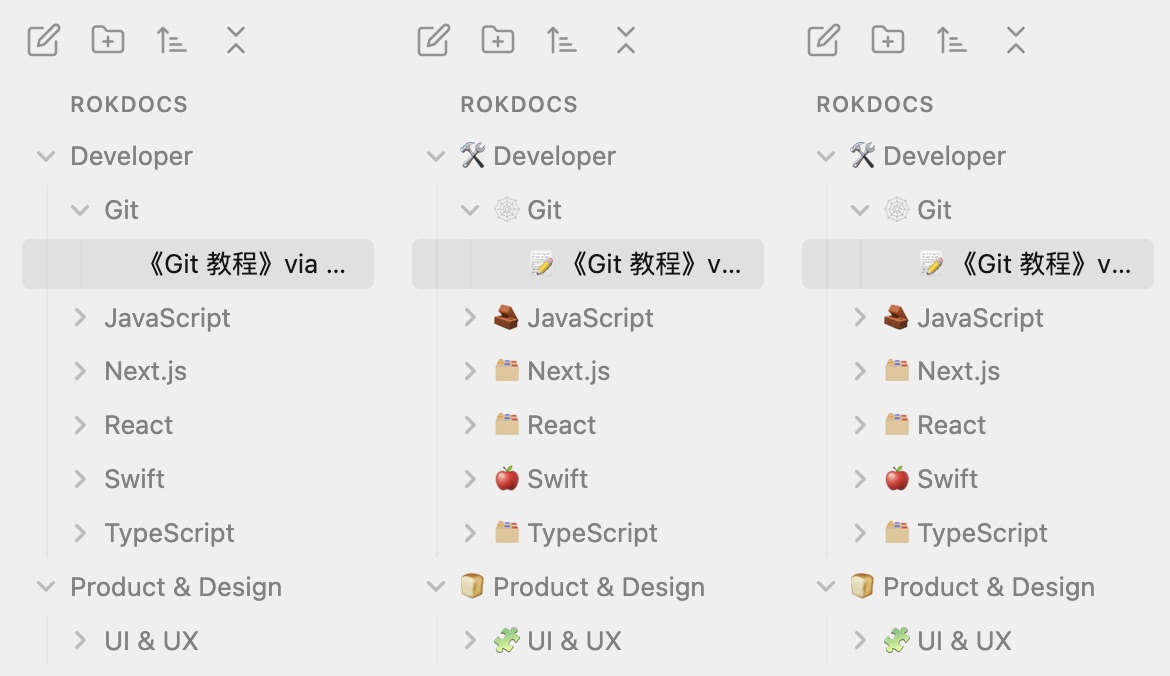 ROKDOCS
Developer
Git
《Git 教程》via ...
JavaScript
Next.js
React
Swift
TypeScript
Product & Design
UI & UX
ROKDOCS
🛠️ Developer
🕸️ Git
📝 《Git 教程》v...
🧱 JavaScript
🗂️ Next.js
🗂️ React
🍎 Swift
🗂️ TypeScript
🍞 Product & Design
🧩 UI & UX
ROKDOCS
🛠️ Developer
🕸️ Git
📝 《Git 教程》v...
🧱 JavaScript
🗂️ Next.js
🗂️ React
🍎 Swift
🗂️ TypeScript
🍞 Product & Design
🧩 UI & UX